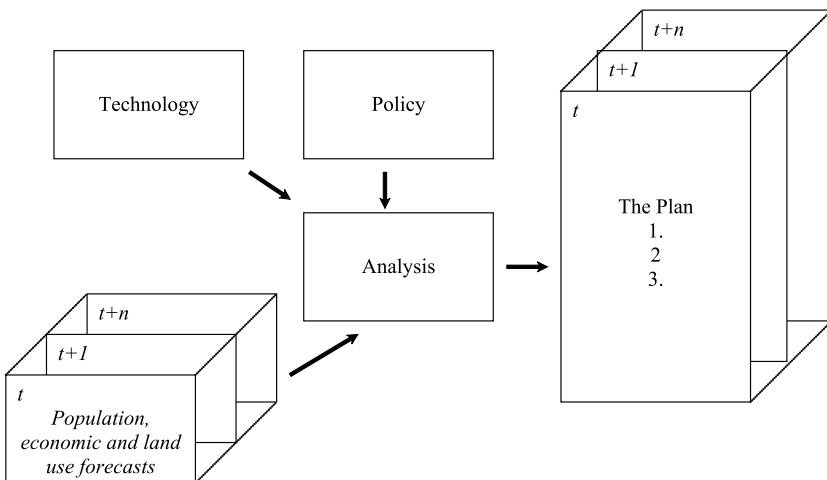 Technology
Policy
Analysis
t+n
t+1
t
The Plan
1.
2
3.
t+n
t+1
t
Population,
economic and land
use forecasts